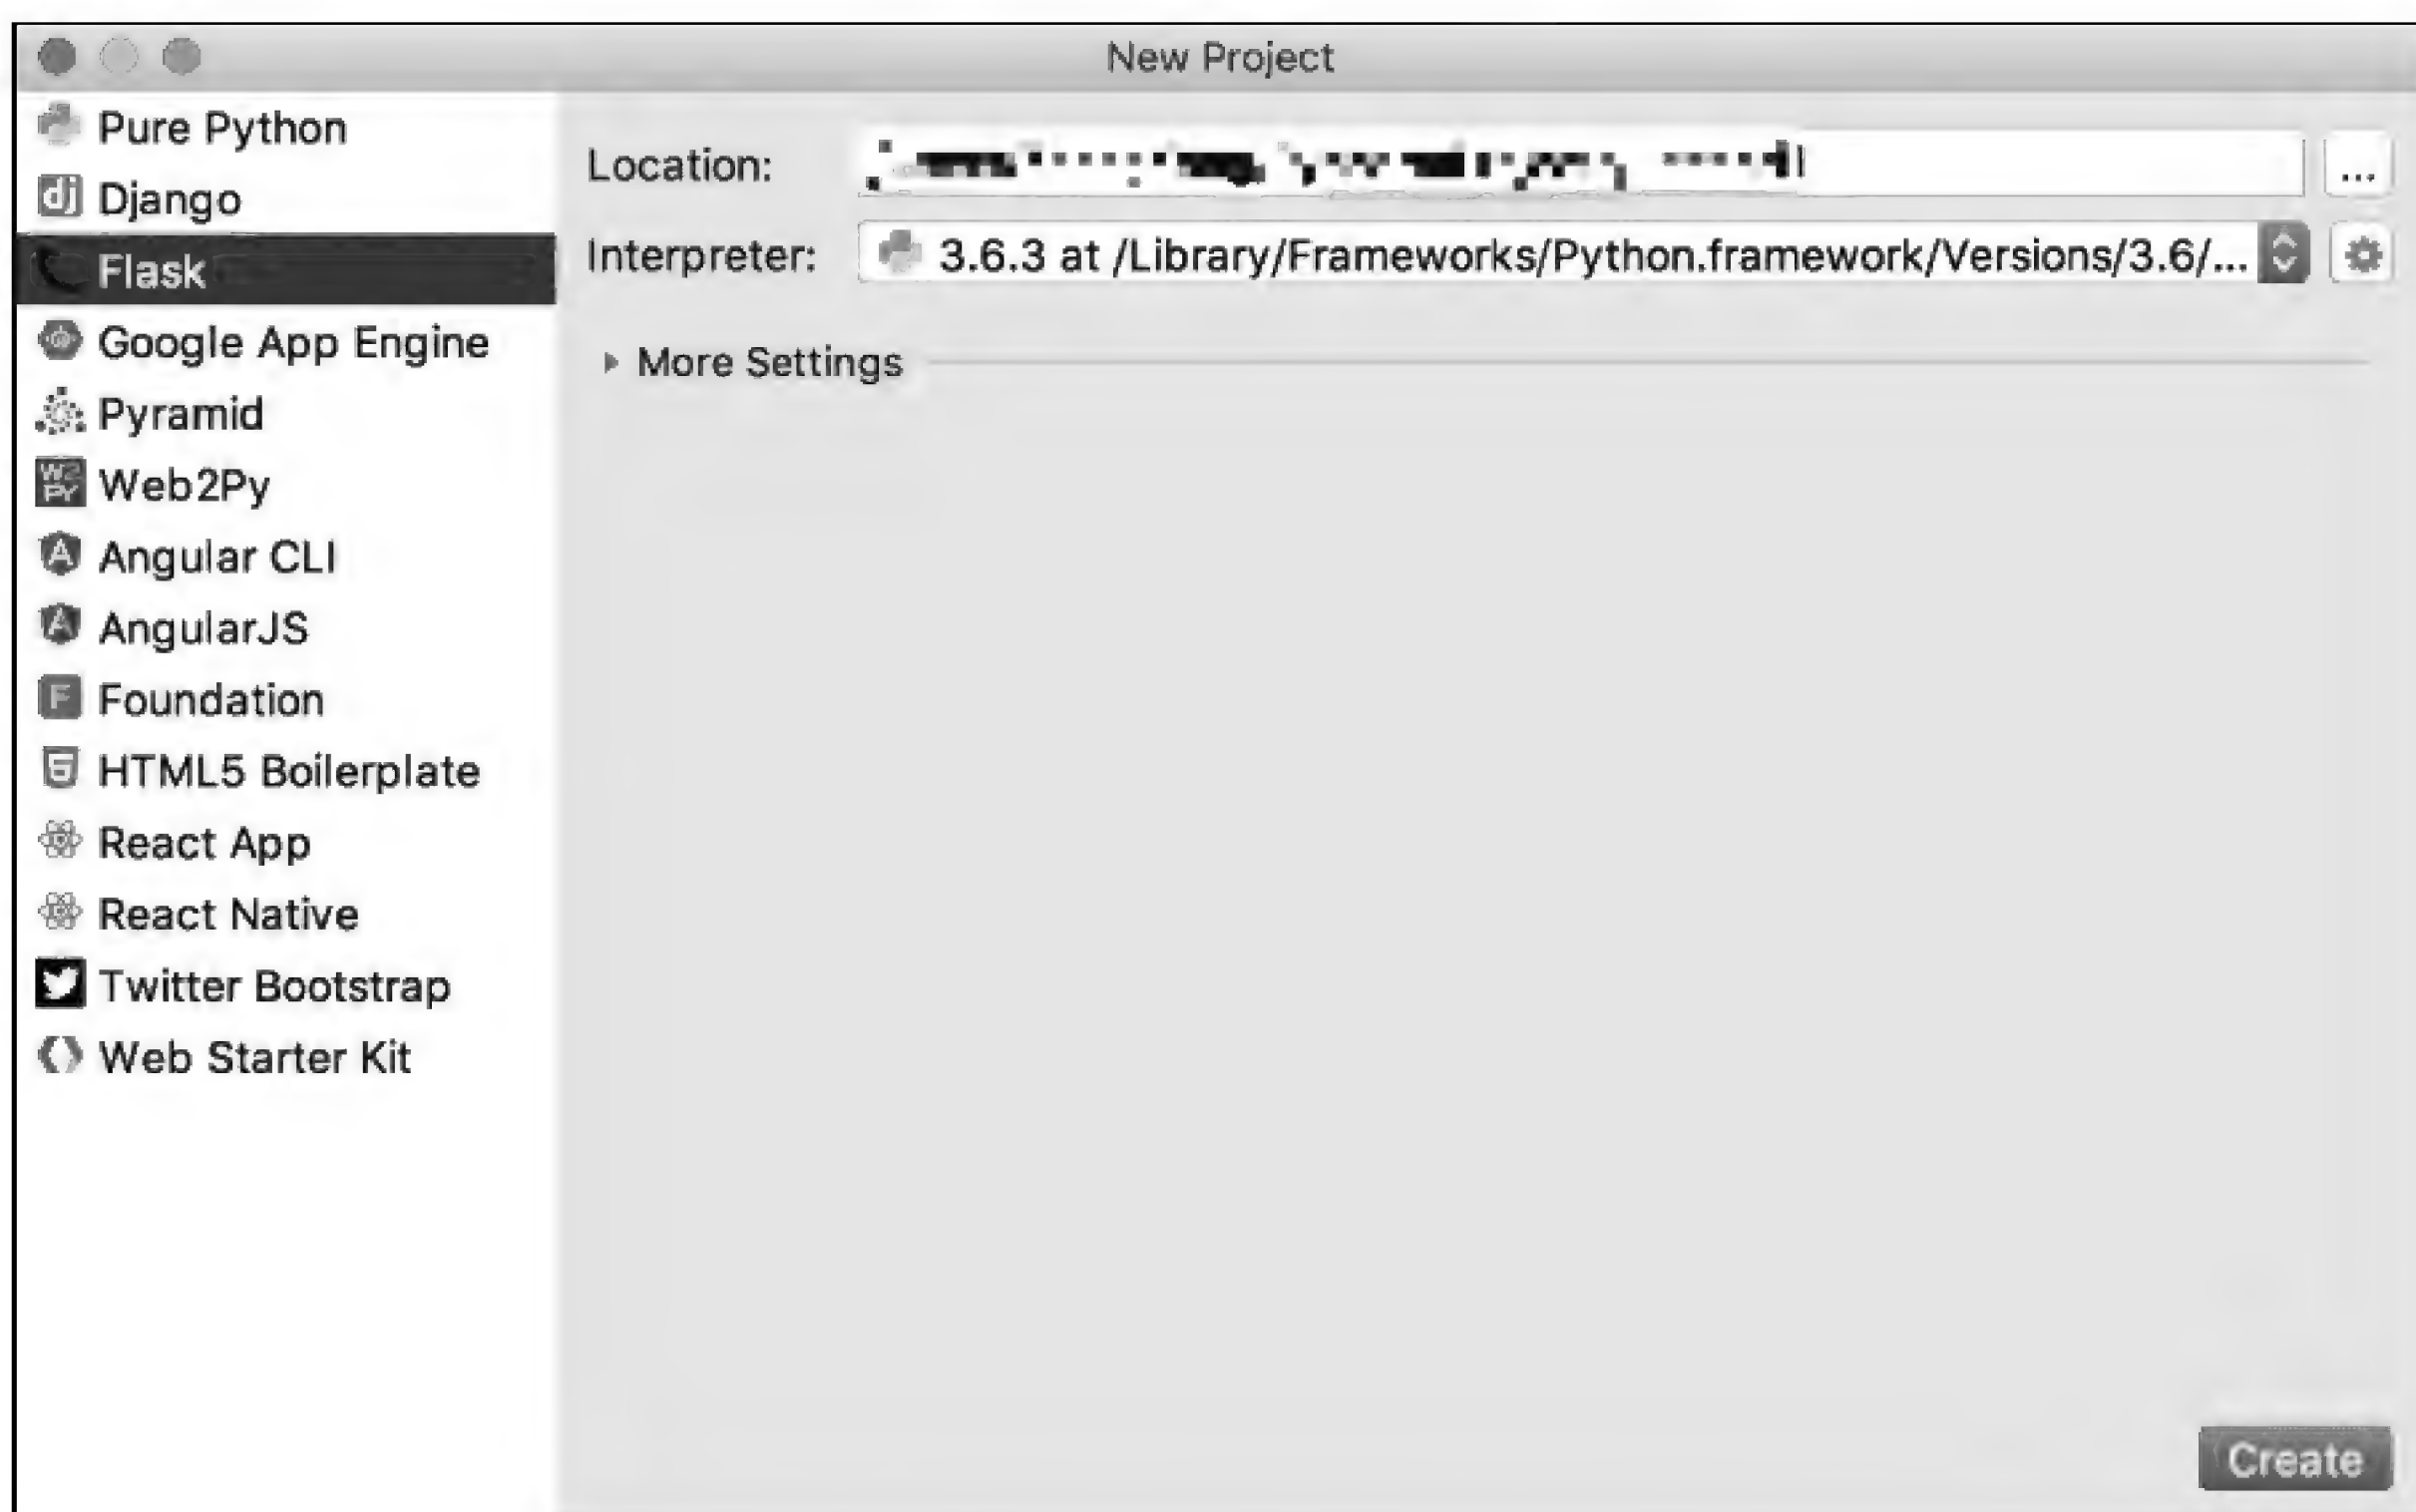 New Project
Pure Python
Django
Flask
Google App Engine
Pyramid
Web2Py
Angular CLI
AngularJS
Foundation
HTML5 Boilerplate
React App
React Native
Twitter Bootstrap
Web Starter Kit
Location:
...
Interpreter: 3.6.3 at /Library/Frameworks/Python.framework/Versions/3.6/...
More Settings
Create